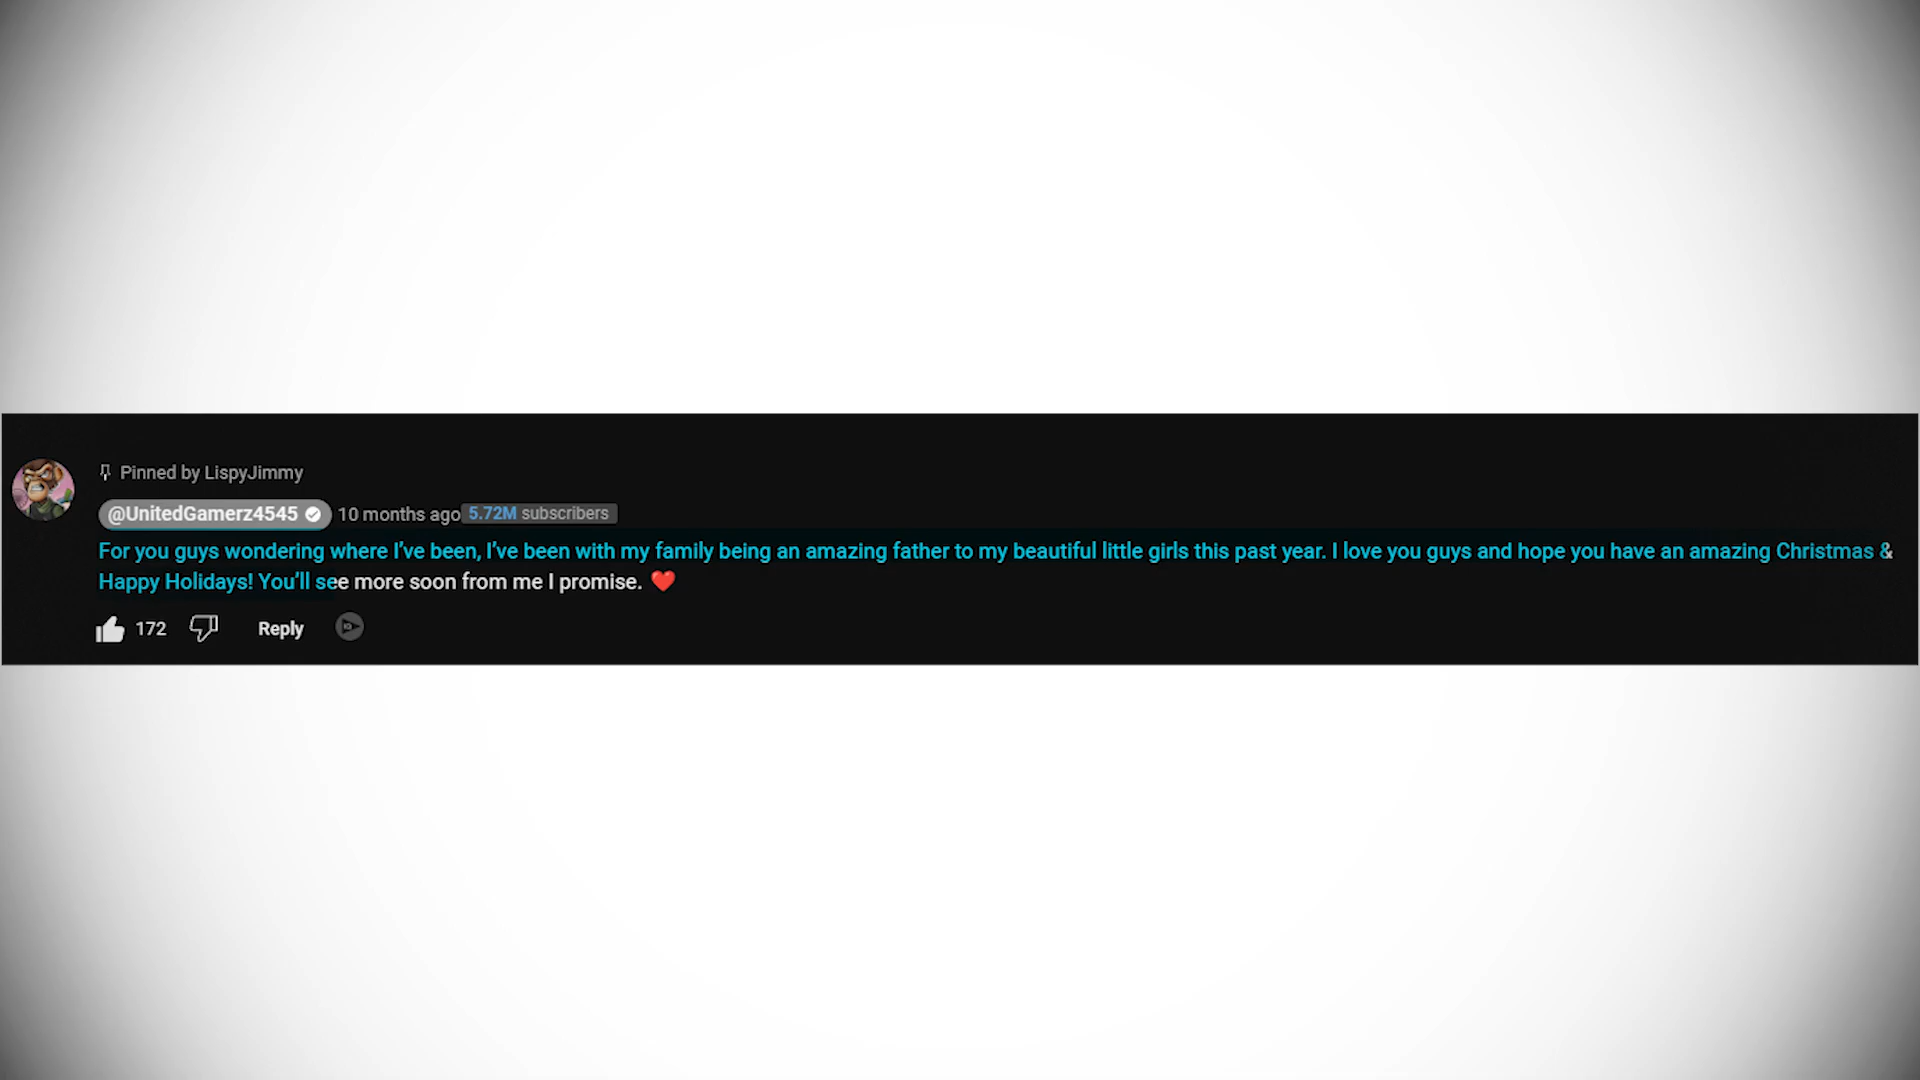 Pinned by LispyJimmy
@UnitedGamerz4545 10 months ago 5.72M subscribers
For you guys wondering where I’ve been, I’ve been with my family being an amazing father to my beautiful little girls this past year. I love you guys and hope you have an amazing Christmas &
Happy Holidays! You’ll see more soon from me I promise. ❤️
172 Reply